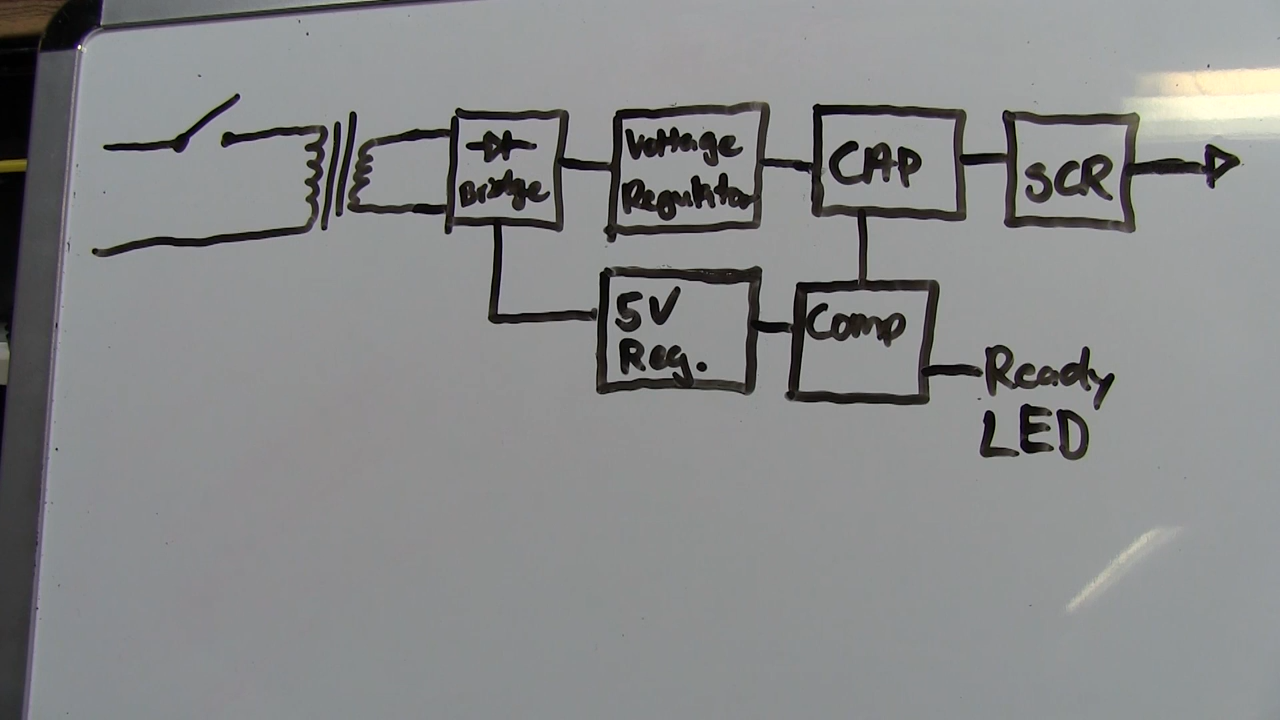 Bridge
Voltage
Regulator
CAP
SCR
5V
Reg.
Comp
Ready
LED